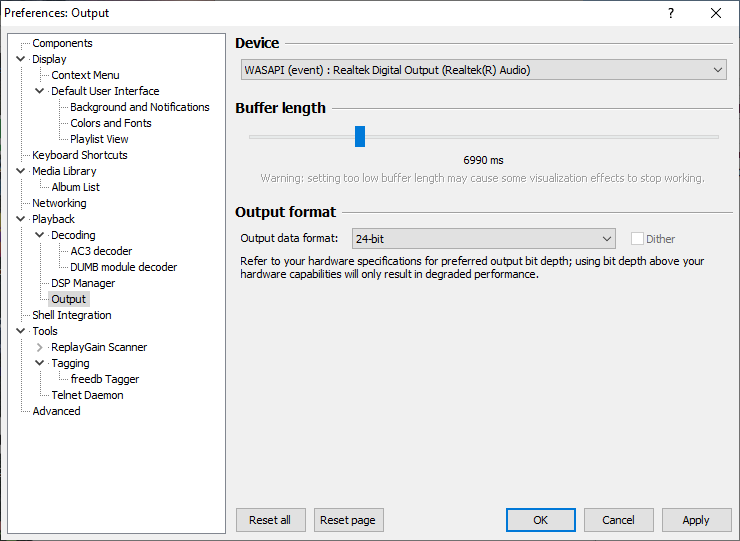 Preferences: Output
Components
Display
Context Menu
Default User Interface
Background and Notifications
Colors and Fonts
Playlist View
Keyboard Shortcuts
Media Library
Album List
Networking
Playback
Decoding
AC3 decoder
DUMB module decoder
DSP Manager
Output
Shell Integration
Tools
ReplayGain Scanner
Tagging
freedb Tagger
Telnet Daemon
Advanced
Device
WASAPI (event) : Realtek Digital Output (Realtek(R) Audio)
Buffer length
6990 ms
Warning: setting too low buffer length may cause some visualization effects to stop working.
Output format
Output data format: 24-bit Dither
Refer to your hardware specifications for preferred output bit depth; using bit depth above your
hardware capabilities will only result in degraded performance.
Reset all Reset page OK Cancel Apply